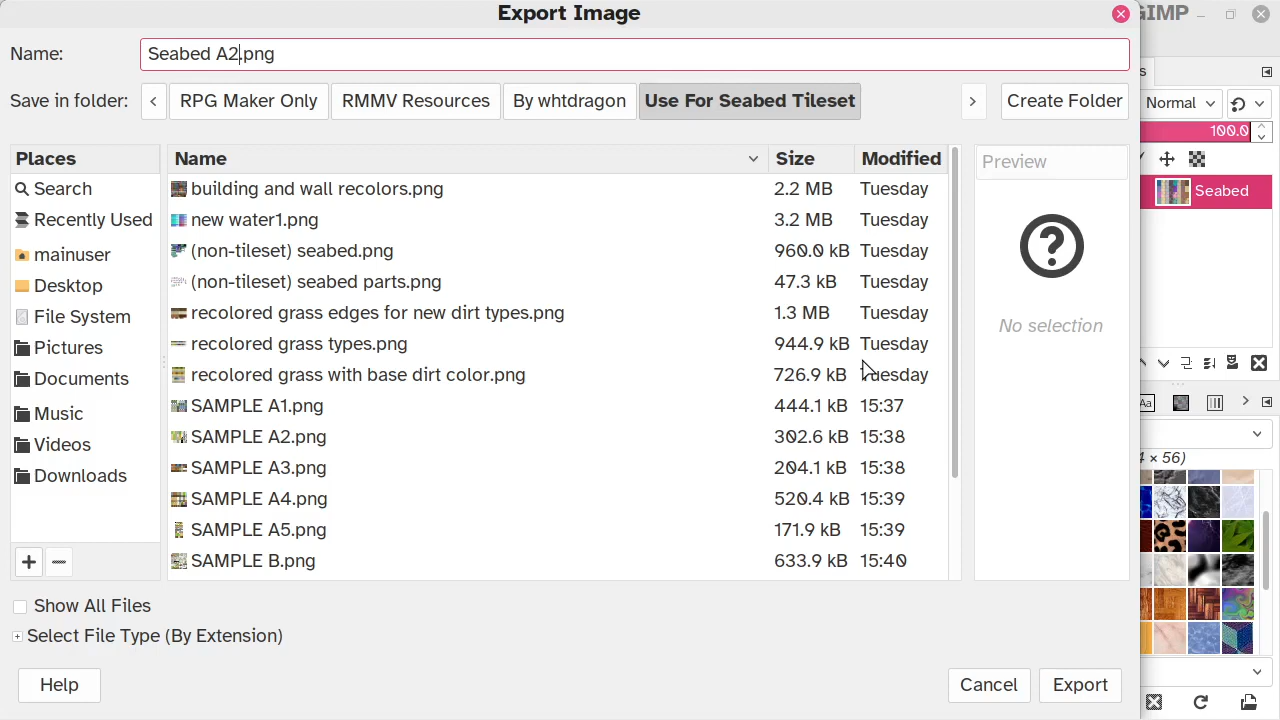 Export Image
GIMP
Name:
Seabed A2.png
s
Save in folder:
RPG Maker Only
RMMV Resources
By whtdragon
Use For Seabed Tileset
Create Folder
Normal
100.0
Places
Name
Size
Modified
Preview
Search
building and wall recolors.png
2.2 MB
Tuesday
Seabed
Recently Used
new water1.png
3.2 MB
Tuesday
mainuser
(non-tileset) seabed.png
960.0 kB
Tuesday
Desktop
(non-tileset) seabed parts.png
47.3 kB
Tuesday
File System
recolored grass edges for new dirt types.png
1.3 MB
Tuesday
No selection
Pictures
recolored grass types.png
944.9 kB
Tuesday
Documents
recolored grass with base dirt color.png
726.9 kB
Tuesday
Music
SAMPLE A1.png
444.1 kB
15:37
Aa
Videos
SAMPLE A2.png
302.6 kB
15:38
4 × 56)
Downloads
SAMPLE A3.png
204.1 kB
15:38
SAMPLE A4.png
520.4 kB
15:39
SAMPLE A5.png
171.9 kB
15:39
SAMPLE B.png
633.9 kB
15:40
Show All Files
Select File Type (By Extension)
Help
Cancel
Export